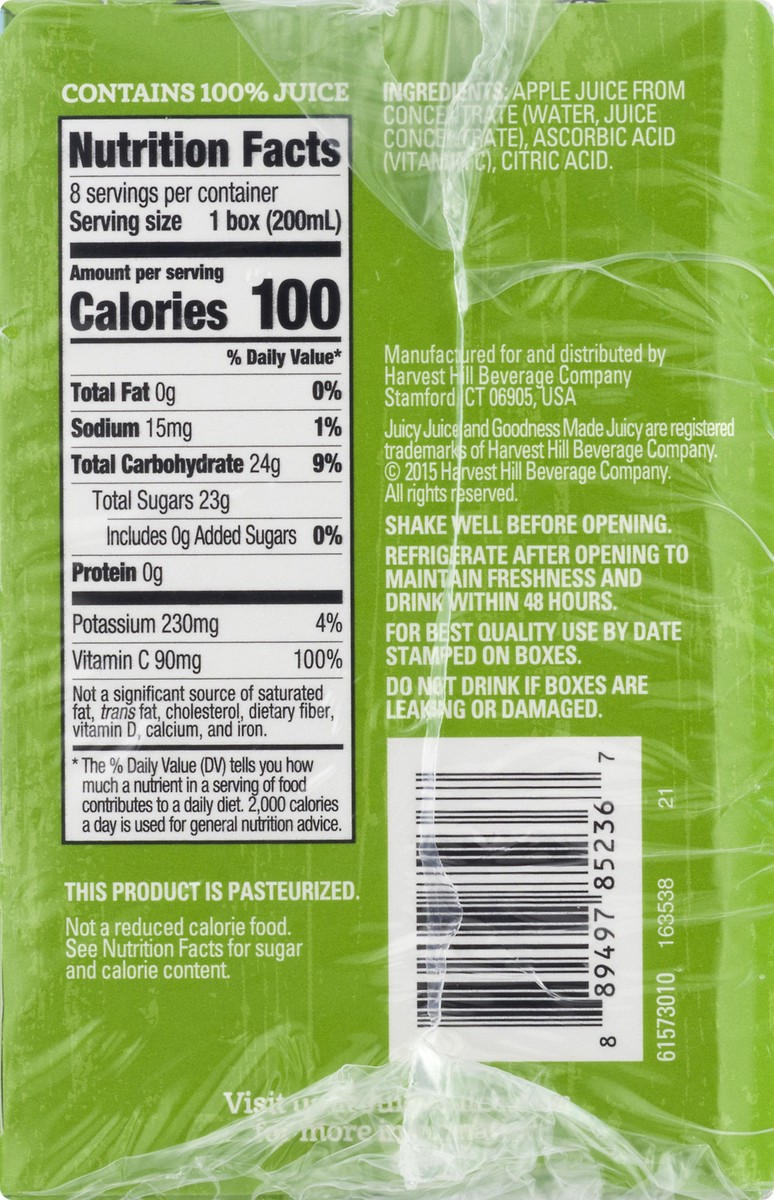 CONTAINS 100% JUICE
Nutrition Facts
8 servings per container
Serving size 1 box (200mL)
Amount per serving
Calories 100
% Daily Value*
Total Fat 0g 0%
Sodium 15mg 1%
Total Carbohydrate 24g 9%
Total Sugars 23g
Includes 0g Added Sugars 0%
Protein 0g
Potassium 230mg 4%
Vitamin C 90mg 100%
Not a significant source of saturated
fat, trans fat, cholesterol, dietary fiber,
vitamin D, calcium, and iron.
* The % Daily Value (DV) tells you how
much a nutrient in a serving of food
contributes to a daily diet. 2,000 calories
a day is used for general nutrition advice.
THIS PRODUCT IS PASTEURIZED.
Not a reduced calorie food.
See Nutrition Facts for sugar
and calorie content.
INGREDIENTS: APPLE JUICE FROM
CONCENTRATE (WATER, JUICE
CONCENTRATE), ASCORBIC ACID
(VITAMIN C), CITRIC ACID.
Manufactured for and distributed by
Harvest Hill Beverage Company
Stamford, CT 06905, USA
Juicy Juice and Goodness Made Juicy are registered
trademarks of Harvest Hill Beverage Company.
© 2015 Harvest Hill Beverage Company.
All rights reserved.
SHAKE WELL BEFORE OPENING.
REFRIGERATE AFTER OPENING TO
MAINTAIN FRESHNESS AND
DRINK WITHIN 48 HOURS.
FOR BEST QUALITY USE BY DATE
STAMPED ON BOXES.
DO NOT DRINK IF BOXES ARE
LEAKING OR DAMAGED.
8 89497 85236 7
61573010 163538 21
Visit us
for more